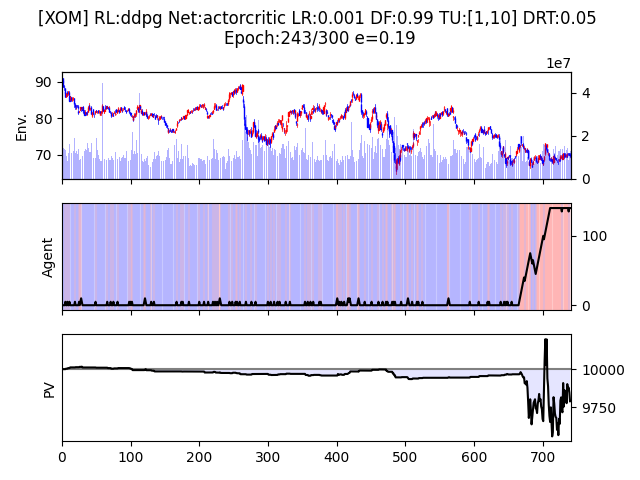 [XOM] RL:ddpg Net:actorcritic LR:0.001 DF:0.99 TU:[1,10] DRT:0.05
Epoch:243/300 e=0.19
1e7
90
80
70
Env.
4
2
0
Agent
100
0
PV
10000
9750
0 100 200 300 400 500 600 700